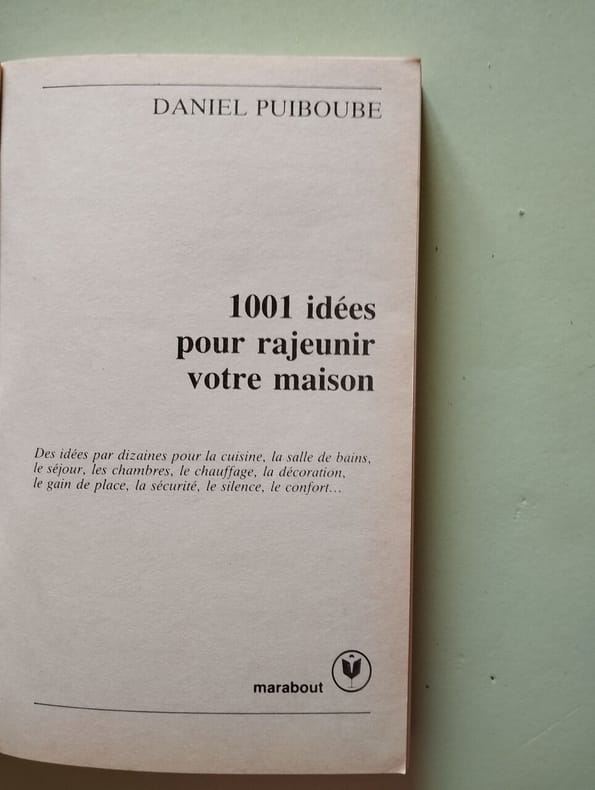 DANIEL PUIBOUBE
1001 idées
pour rajeunir
votre maison
Des idées par dizaines pour la cuisine, la salle de bains,
le séjour, les chambres, le chauffage, la décoration,
le gain de place, la sécurité, le silence, le confort...
marabout